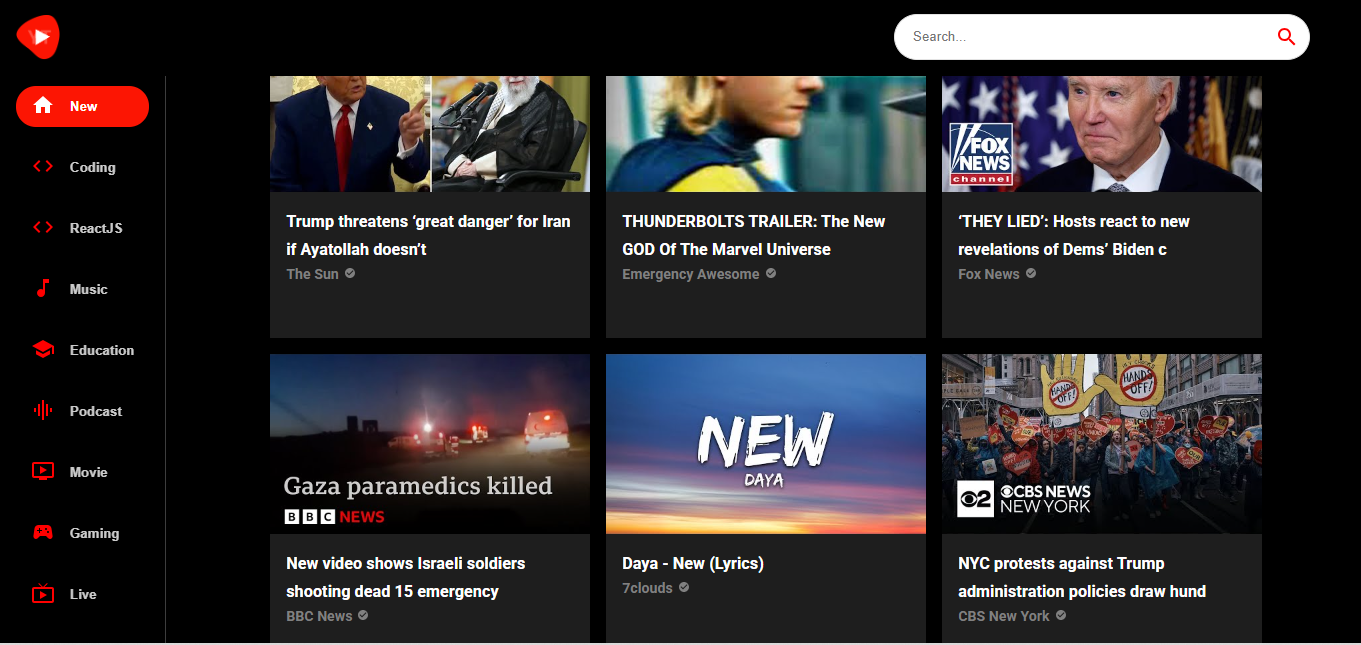 Search...
New
Coding
ReactJS
Music
Education
Podcast
Movie
Gaming
Live
FOX
NEWS
channel
Trump threatens ‘great danger’ for Iran
if Ayatollah doesn’t
The Sun
THUNDERBOLTS TRAILER: The New
GOD Of The Marvel Universe
Emergency Awesome
‘THEY LIED’: Hosts react to new
revelations of Dems’ Biden c
Fox News
Gaza paramedics killed
BBC NEWS
New video shows Israeli soldiers
shooting dead 15 emergency
BBC News
NEW
DAYA
Daya - New (Lyrics)
7clouds
HANDS
OFF!
HANDS
OFF!
2 CBS NEWS
NEW YORK
NYC protests against Trump
administration policies draw hund
CBS New York